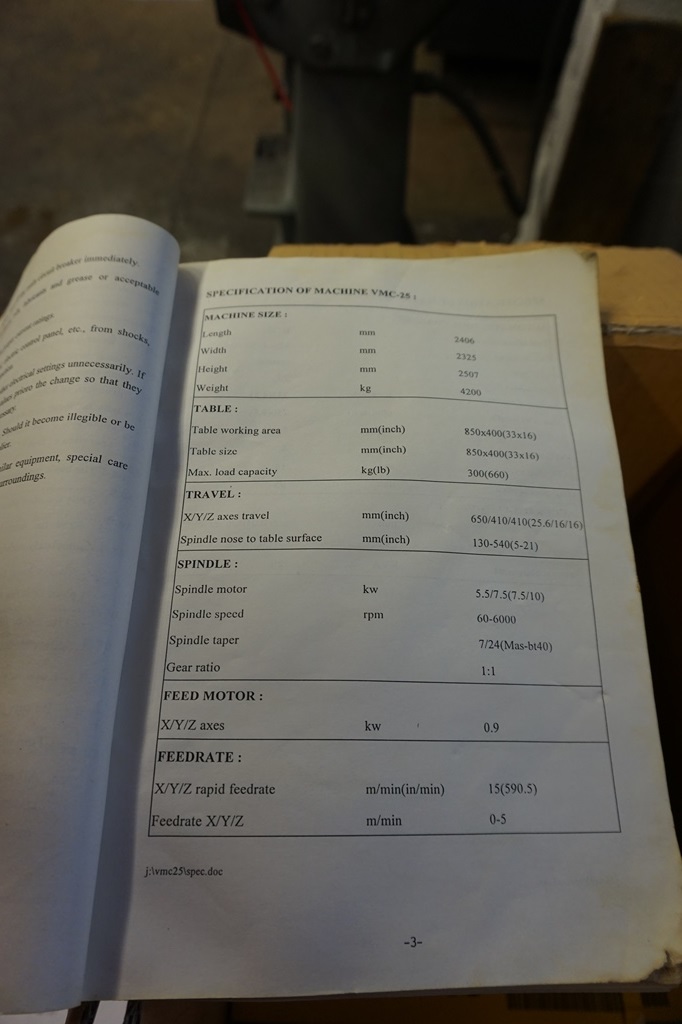 circuit breaker immediately.
and grease or acceptable
ratings.
control panel, etc., from shocks,
electrical settings unnecessarily. If
the change so that they
Should it become illegible or be
equipment, special care
surroundings.
SPECIFICATION OF MACHINE VMC-25 :
MACHINE SIZE :
Length mm 2406
Width mm 2325
Height mm 2507
Weight kg 4200
TABLE :
Table working area mm(inch) 850x400(33x16)
Table size mm(inch) 850x400(33x16)
Max. load capacity kg(lb) 300(660)
TRAVEL :
X/Y/Z axes travel mm(inch) 650/410/410(25.6/16/16)
Spindle nose to table surface mm(inch) 130-540(5-21)
SPINDLE :
Spindle motor kw 5.5/7.5(7.5/10)
Spindle speed rpm 60-6000
Spindle taper 7/24(Mas-bt40)
Gear ratio 1:1
FEED MOTOR :
X/Y/Z axes kw 0.9
FEEDRATE :
X/Y/Z rapid feedrate m/min(in/min) 15(590.5)
Feedrate X/Y/Z m/min 0-5
j:\vmc25\spec.doc
-3-